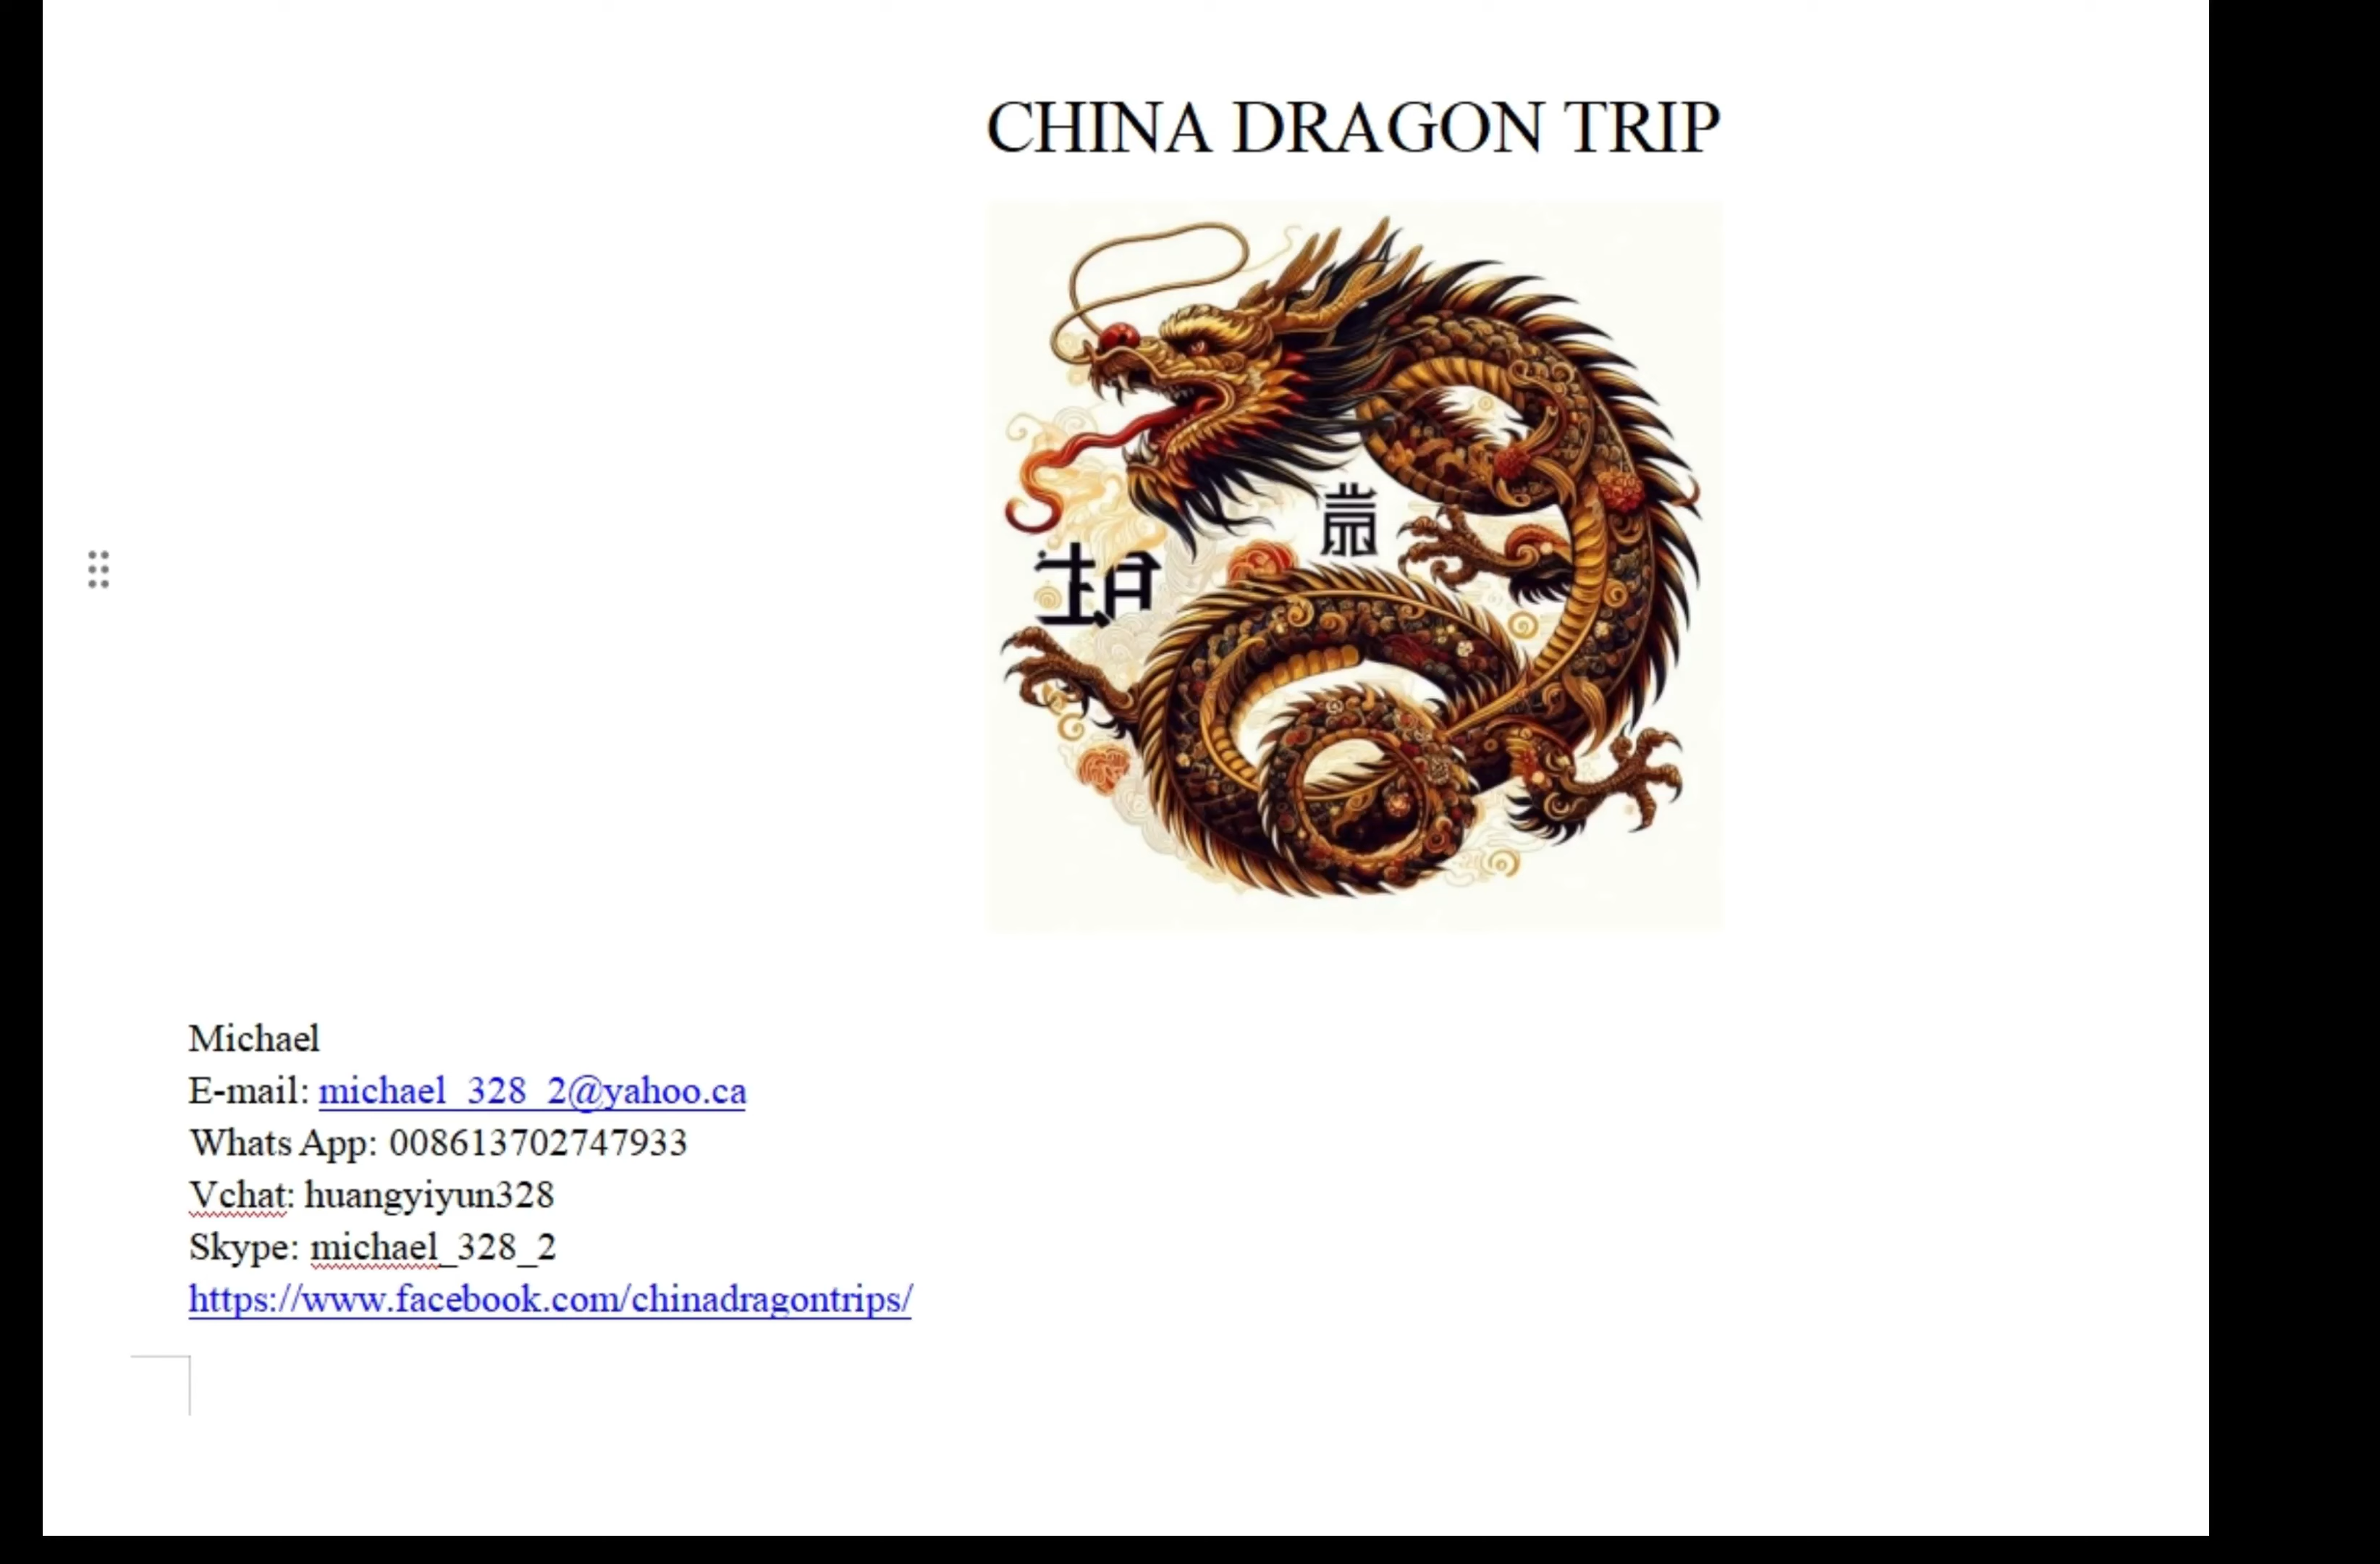 CHINA DRAGON TRIP
Michael
E-mail: michael_328_2@yahoo.ca
Whats App: 008613702747933
Vchat: huangyiyun328
Skype: michael_328_2
https://www.facebook.com/chinadragontrips/